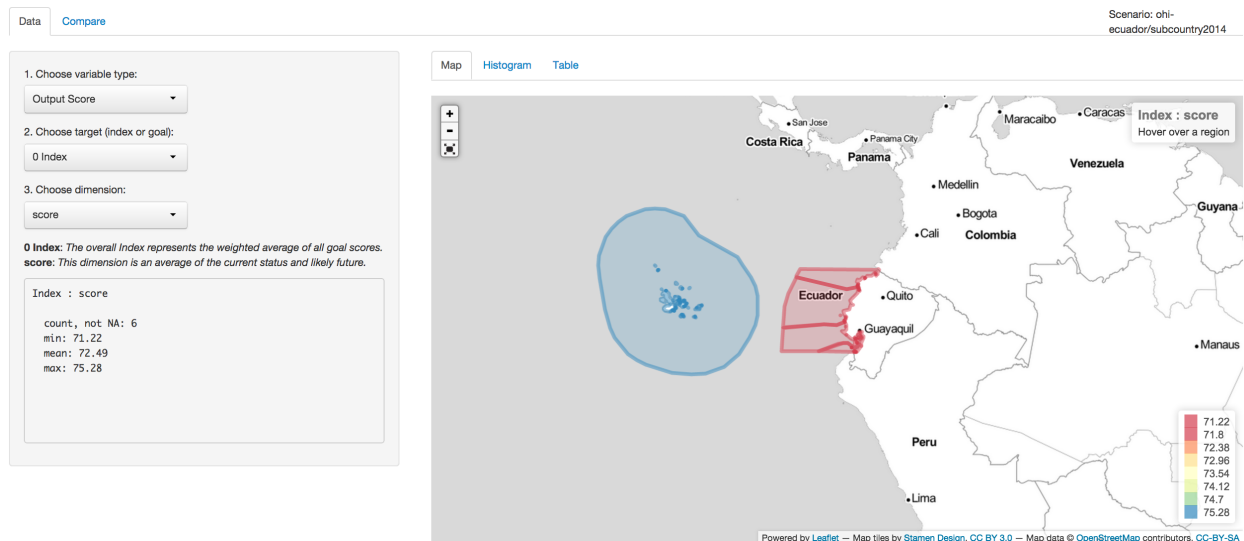 Data
Compare
Scenario: ohi-
ecuador/subcountry2014
1. Choose variable type:
Output Score
2. Choose target (index or goal):
0 Index
3. Choose dimension:
score
0 Index: The overall Index represents the weighted average of all goal scores.
score: This dimension is an average of the current status and likely future.
Index : score
count, not NA: 6
min: 71.22
mean: 72.49
max: 75.28
Map
Histogram
Table
+
-
Index : score
Hover over a region
San Jose
Costa Rica
Panama City
Panama
Maracaibo
Caracas
Venezuela
Medellin
Guyana
Bogota
Cali
Colombia
Ecuador
Quito
Guayaquil
Manaus
Peru
Lima
71.22
71.8
72.38
72.96
73.54
74.12
74.7
75.28
Powered by Leaflet — Map tiles by Stamen Design, CC BY 3.0 — Map data © OpenStreetMap contributors, CC-BY-SA